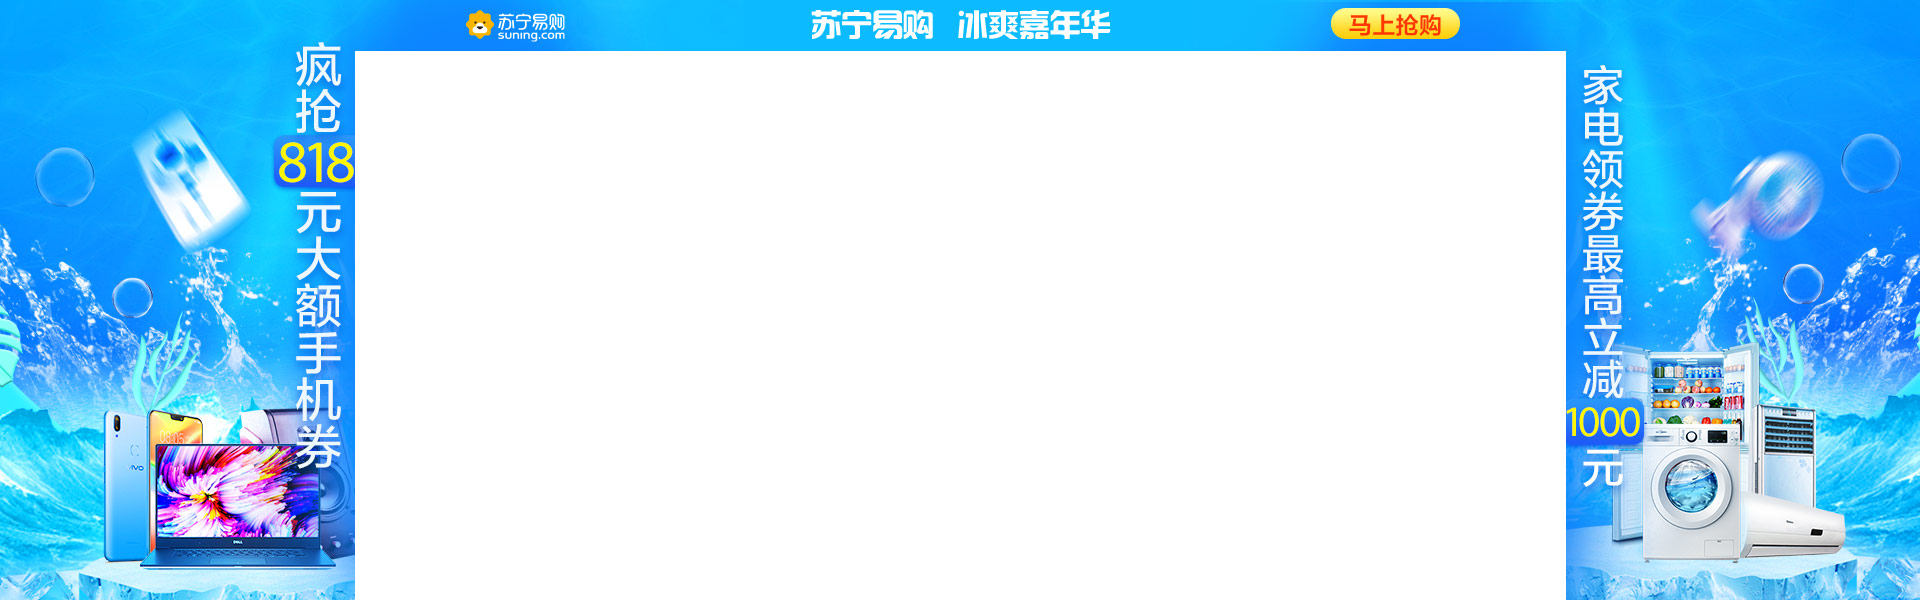 苏宁易购
suning.com
苏宁易购 冰爽嘉年华
马上抢购
疯抢818元大额手机券
家电领券最高立减1000元
vivo
DELL